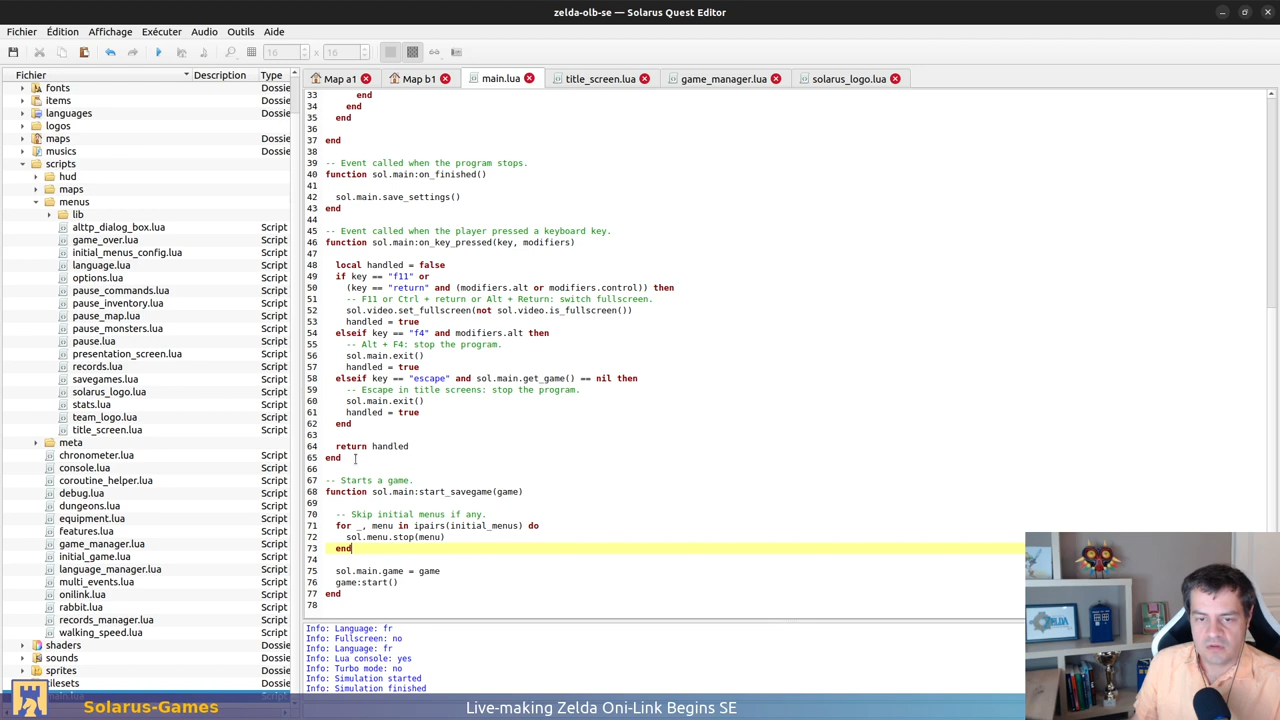 zelda-olb-se — Solarus Quest Editor
Fichier Édition Affichage Exécuter Audio Outils Aide
16 x 16
Fichier Description Type
Map a1 Map b1 main.lua title_screen.lua game_manager.lua solarus_logo.lua
fonts Dossie
items Dossie
languages Dossie
logos Dossie
maps Dossie
musics Dossie
scripts Dossie
hud Dossie
maps Dossie
menus Dossie
lib Dossie
alttp_dialog_box.lua Script
game_over.lua Script
initial_menus_config.lua Script
language.lua Script
options.lua Script
pause_commands.lua Script
pause_inventory.lua Script
pause_map.lua Script
pause_monsters.lua Script
pause.lua Script
presentation_screen.lua Script
records.lua Script
savegames.lua Script
solarus_logo.lua Script
stats.lua Script
team_logo.lua Script
title_screen.lua Script
meta Dossie
chronometer.lua Script
console.lua Script
coroutine_helper.lua Script
debug.lua Script
dungeons.lua Script
equipment.lua Script
features.lua Script
game_manager.lua Script
initial_game.lua Script
language_manager.lua Script
multi_events.lua Script
onilink.lua Script
rabbit.lua Script
records_manager.lua Script
walking_speed.lua Script
shaders Dossie
sounds Dossie
sprites Dossie
tilesets Dossie
33 end
34 end
35 end
36
37 end
38
39 -- Event called when the program stops.
40 function sol.main:on_finished()
41
42 sol.main.save_settings()
43 end
44
45 -- Event called when the player pressed a keyboard key.
46 function sol.main:on_key_pressed(key, modifiers)
47
48 local handled = false
49 if key == "f11" or
50 (key == "return" and (modifiers.alt or modifiers.control)) then
51 -- F11 or Ctrl + return or Alt + Return: switch fullscreen.
52 sol.video.set_fullscreen(not sol.video.is_fullscreen())
53 handled = true
54 elseif key == "f4" and modifiers.alt then
55 -- Alt + F4: stop the program.
56 sol.main.exit()
57 handled = true
58 elseif key == "escape" and sol.main.get_game() == nil then
59 -- Escape in title screens: stop the program.
60 sol.main.exit()
61 handled = true
62 end
63
64 return handled
65 end
66
67 -- Starts a game.
68 function sol.main:start_savegame(game)
69
70 -- Skip initial menus if any.
71 for _, menu in ipairs(initial_menus) do
72 sol.menu.stop(menu)
73 end
74
75 sol.main.game = game
76 game:start()
77 end
78
Info: Language: fr
Info: Fullscreen: no
Info: Language: fr
Info: Lua console: yes
Info: Turbo mode: no
Info: Simulation started
Info: Simulation finished
Solarus-Games
Live-making Zelda Oni-Link Begins SE